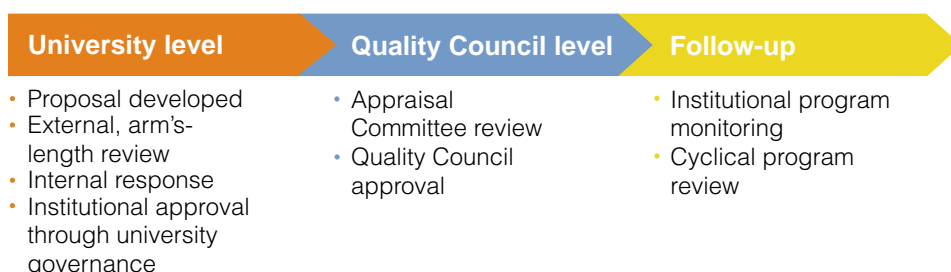 University level
Quality Council level
Follow-up
• Proposal developed
• External, arm's-
length review
• Internal response
• Institutional approval
through university
governance
• Appraisal
Committee review
• Quality Council
approval
• Institutional program
monitoring
• Cyclical program
review